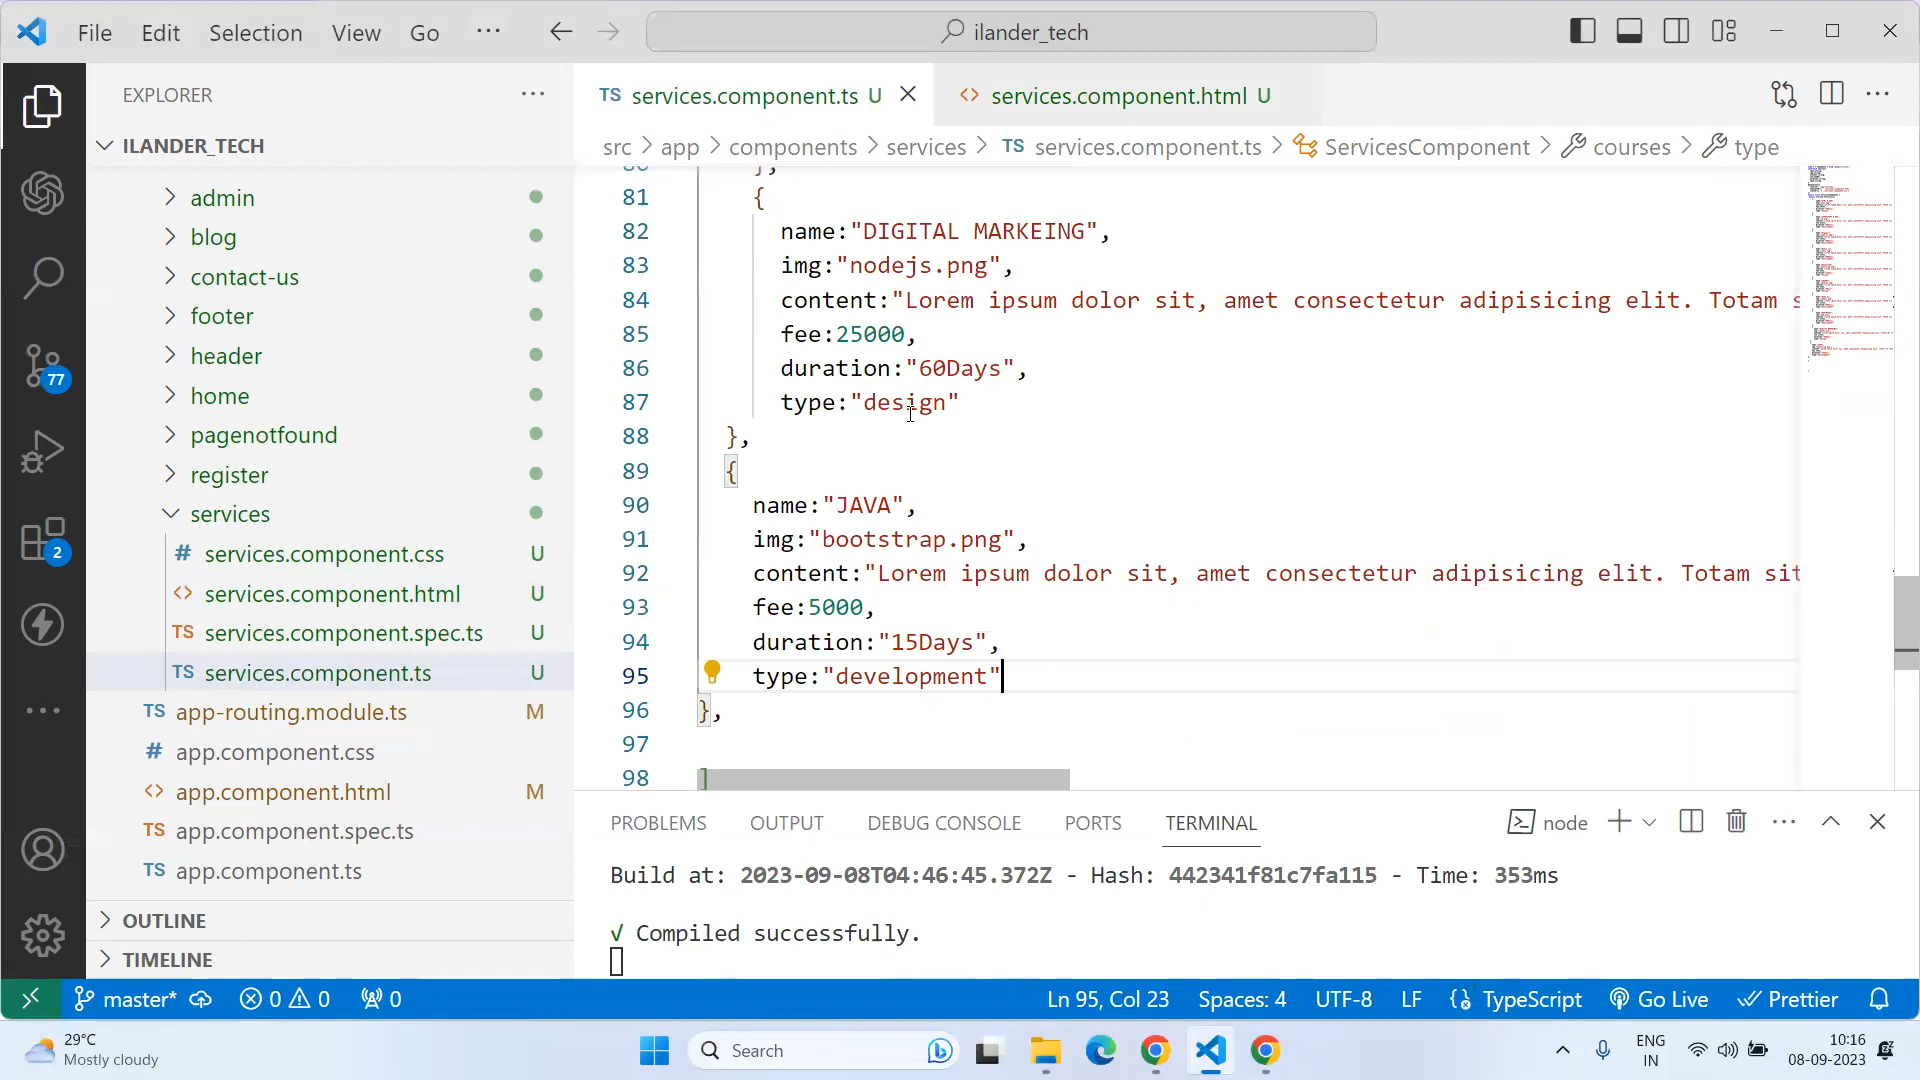 File Edit Selection View Go ··· ilander_tech
EXPLORER
ILANDER_TECH
admin
blog
contact-us
footer
header
home
pagenotfound
register
services
services.component.css U
services.component.html U
services.component.spec.ts U
services.component.ts U
app-routing.module.ts M
app.component.css
app.component.html M
app.component.spec.ts
app.component.ts
OUTLINE
TIMELINE
77
2
TS services.component.ts U services.component.html U
src > app > components > services > TS services.component.ts > ServicesComponent > courses > type
81 {
82 name:"DIGITAL MARKEING",
83 img:"nodejs.png",
84 content:"Lorem ipsum dolor sit, amet consectetur adipisicing elit. Totam s
85 fee:25000,
86 duration:"60Days",
87 type:"design"
88 },
89 {
90 name:"JAVA",
91 img:"bootstrap.png",
92 content:"Lorem ipsum dolor sit, amet consectetur adipisicing elit. Totam sit
93 fee:5000,
94 duration:"15Days",
95 type:"development"
96 },
97
98 ]
PROBLEMS OUTPUT DEBUG CONSOLE PORTS TERMINAL node
Build at: 2023-09-08T04:46:45.372Z - Hash: 442341f81c7fa115 - Time: 353ms
√ Compiled successfully.
master* 0 0 0 Ln 95, Col 23 Spaces: 4 UTF-8 LF TypeScript Go Live Prettier
29°C
Mostly cloudy
Search
ENG
IN
10:16
08-09-2023